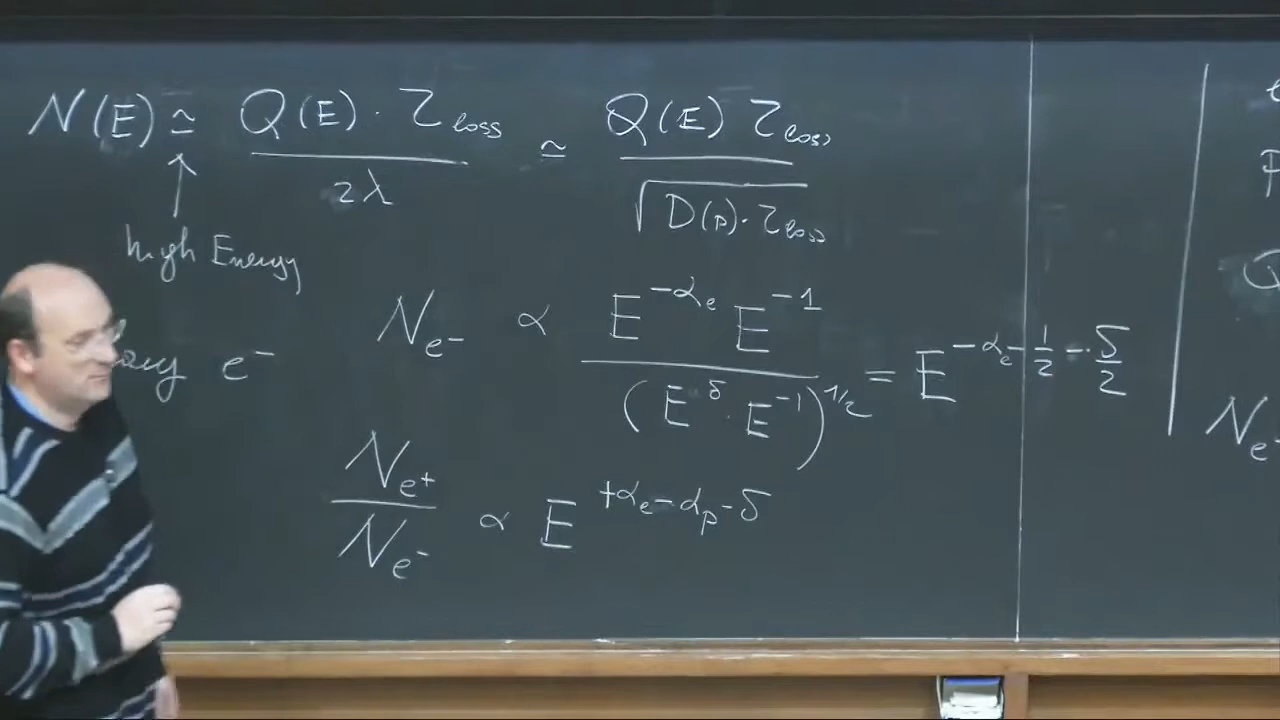 N(E) ≃ Q(E) · τ_loss / 2λ ≃ Q(E) τ_loss / √(D(p) · τ_loss)
↑
high Energy
N_e⁻ ∝ E^(-α_e) E^(-1) / (E^δ · E^(-1))^(1/2) = E^(-α_e - 1/2 - δ/2)
e⁻
N_e⁺ / N_e⁻ ∝ E^(+α_e - α_p - δ)
Q
N_e